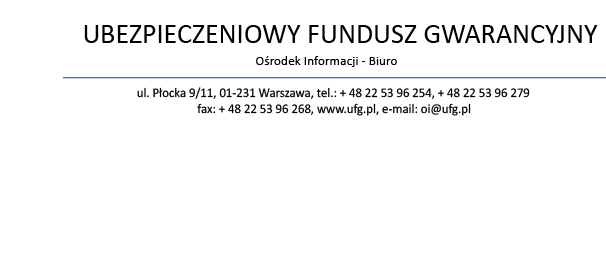 UBEZPIECZENIOWY FUNDUSZ GWARANCYJNY
Ośrodek Informacji - Biuro
ul. Płocka 9/11, 01-231 Warszawa, tel.: + 48 22 53 96 254, + 48 22 53 96 279
fax: + 48 22 53 96 268, www.ufg.pl, e-mail: oi@ufg.pl